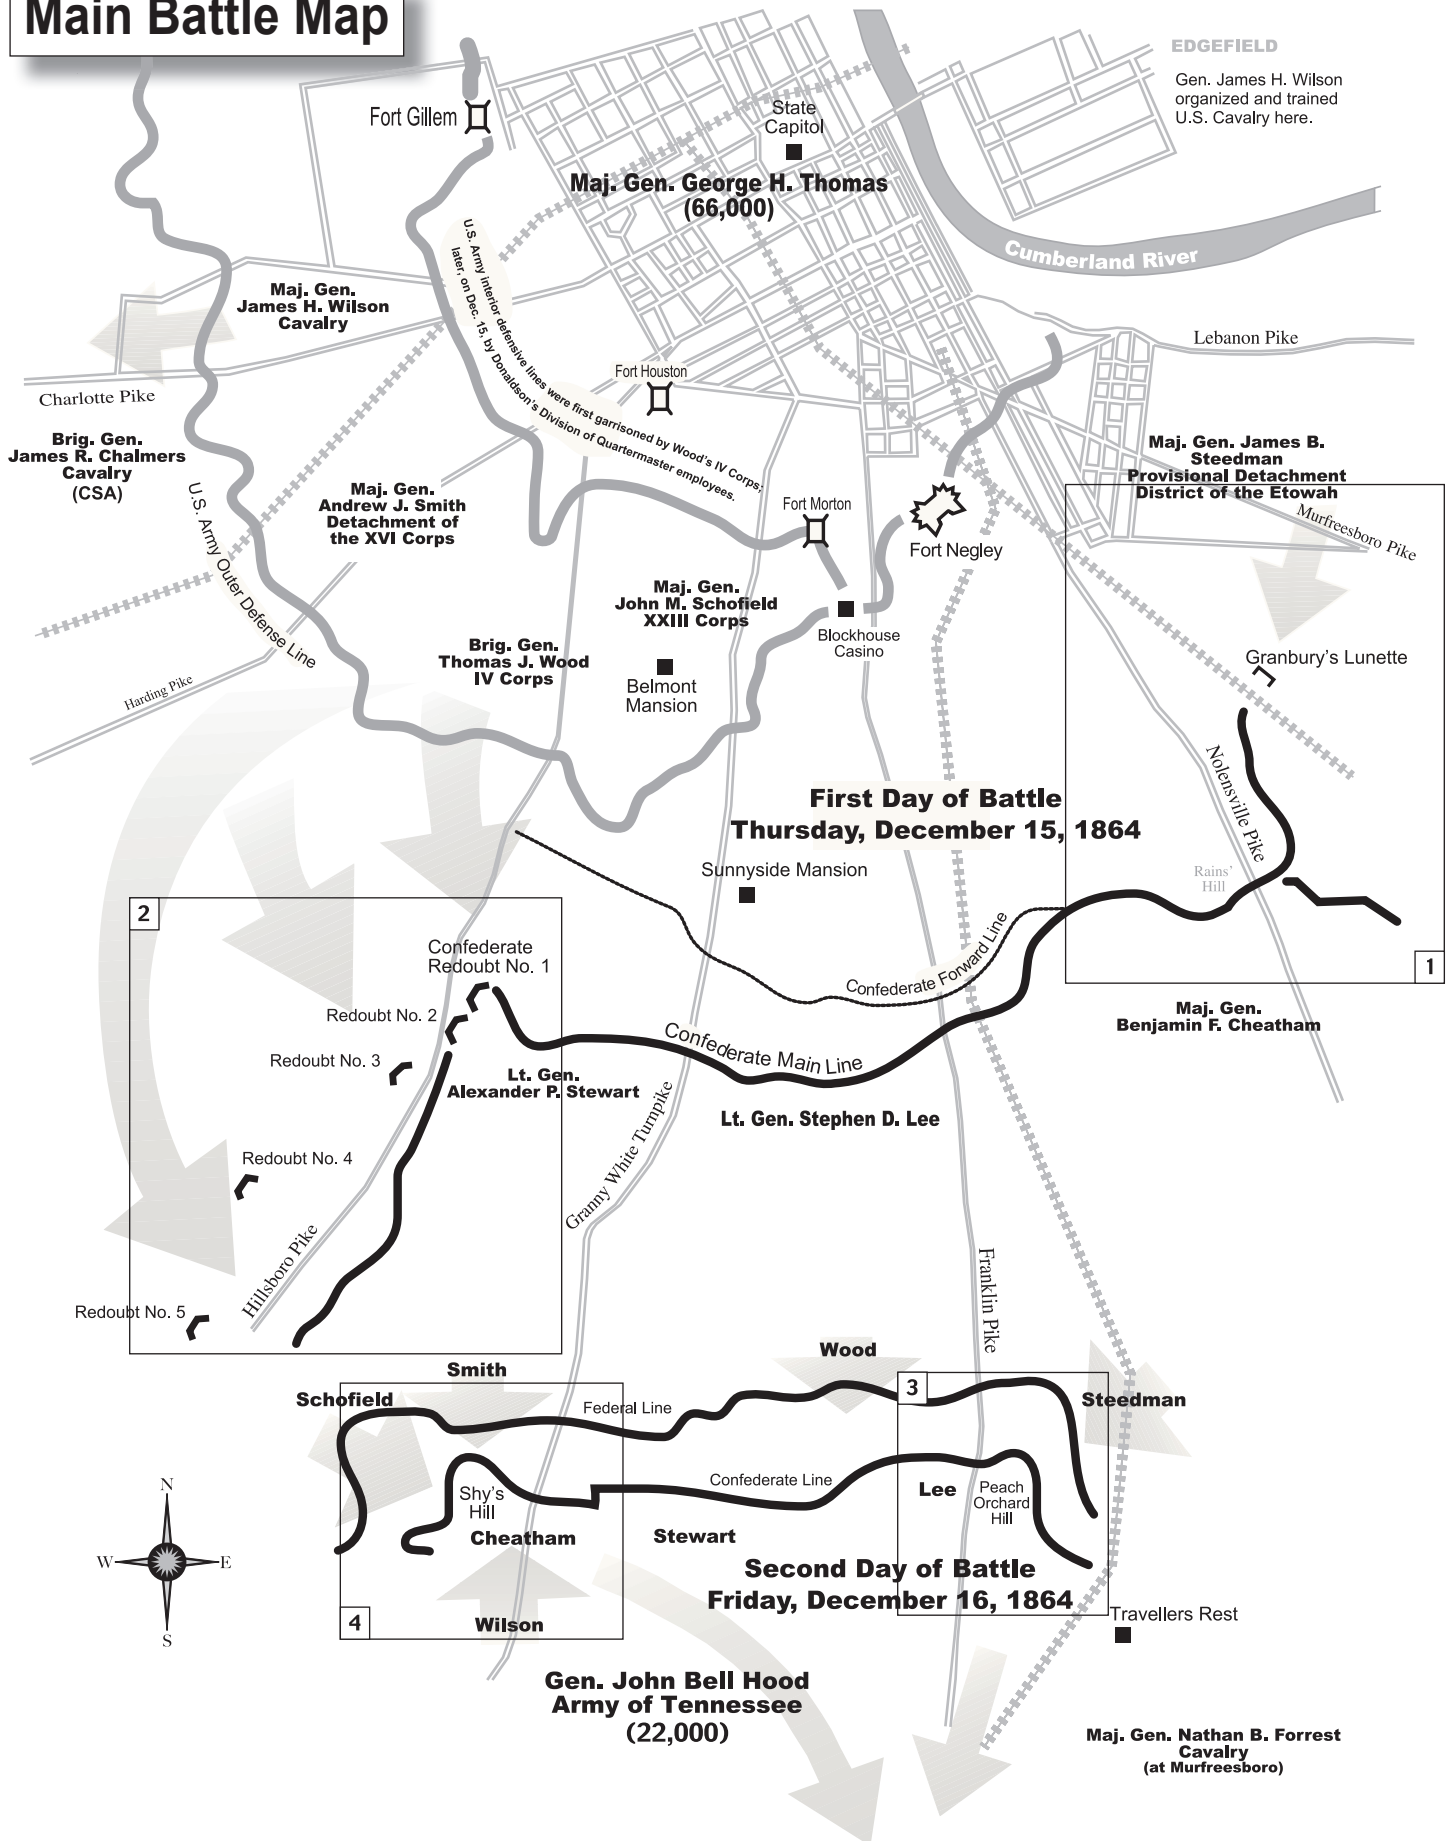 Main Battle Map
EDGEFIELD
Gen. James H. Wilson
organized and trained
U.S. Cavalry here.
Fort Gillem
State
Capitol
Maj. Gen. George H. Thomas
(66,000)
Cumberland River
U.S. Army interior defensive lines were first garrisoned by Wood's IV Corps;
later, on Dec. 15, by Donaldson's Division of Quartermaster employees.
Maj. Gen.
James H. Wilson
Cavalry
Lebanon Pike
Charlotte Pike
Fort Houston
Brig. Gen.
James R. Chalmers
Cavalry
(CSA)
Maj. Gen. James B.
Steedman
Provisional Detachment
District of the Etowah
U.S. Army Outer Defense Line
Maj. Gen.
Andrew J. Smith
Detachment of
the XVI Corps
Fort Morton
Fort Negley
Murfreesboro Pike
Maj. Gen.
John M. Schofield
XXIII Corps
Blockhouse
Casino
Brig. Gen.
Thomas J. Wood
IV Corps
Belmont
Mansion
Granbury's Lunette
Harding Pike
Nolensville Pike
First Day of Battle
Thursday, December 15, 1864
Sunnyside Mansion
Rains'
Hill
2
Confederate
Redoubt No. 1
Confederate Forward Line
1
Redoubt No. 2
Maj. Gen.
Benjamin F. Cheatham
Redoubt No. 3
Confederate Main Line
Lt. Gen.
Alexander P. Stewart
Lt. Gen. Stephen D. Lee
Granny White Turnpike
Redoubt No. 4
Hillsboro Pike
Franklin Pike
Redoubt No. 5
Smith
Wood
3
Schofield
Federal Line
Steedman
Confederate Line
Shy's
Hill
Lee
Peach
Orchard
Hill
Cheatham
Stewart
N
W
E
S
Second Day of Battle
Friday, December 16, 1864
4
Wilson
Travellers Rest
Gen. John Bell Hood
Army of Tennessee
(22,000)
Maj. Gen. Nathan B. Forrest
Cavalry
(at Murfreesboro)